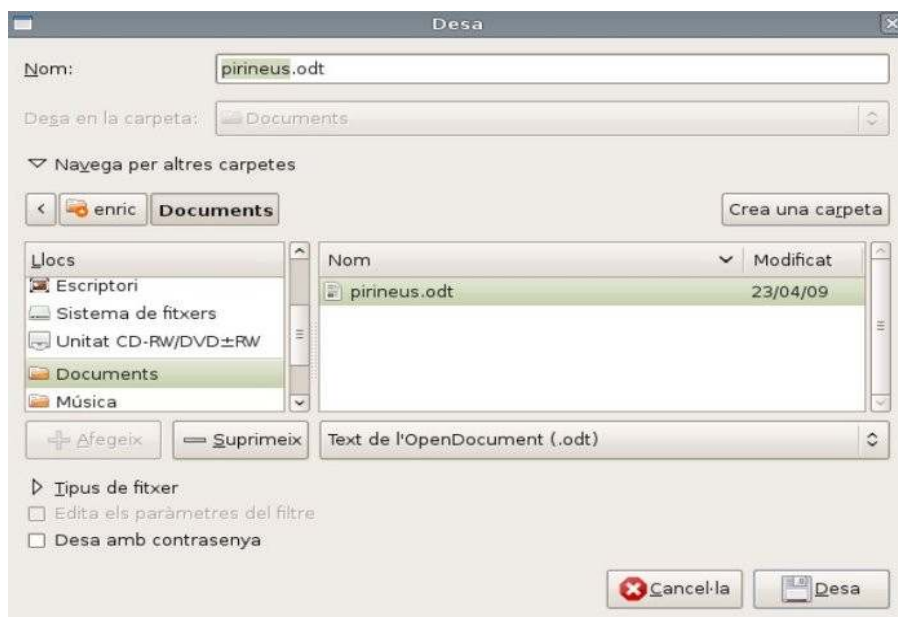 Desa
Nom: pirineus.odt
Desa en la carpeta: Documents
Navega per altres carpetes
< enric Documents Crea una carpeta
Llocs Nom Modificat
Escriptori pirineus.odt 23/04/09
Sistema de fitxers
Unitat CD-RW/DVD±RW
Documents
Música
Afegeix Suprimeix Text de l'OpenDocument (.odt)
Tipus de fitxer
Edita els paràmetres del filtre
Desa amb contrasenya
Cancel·la Desa